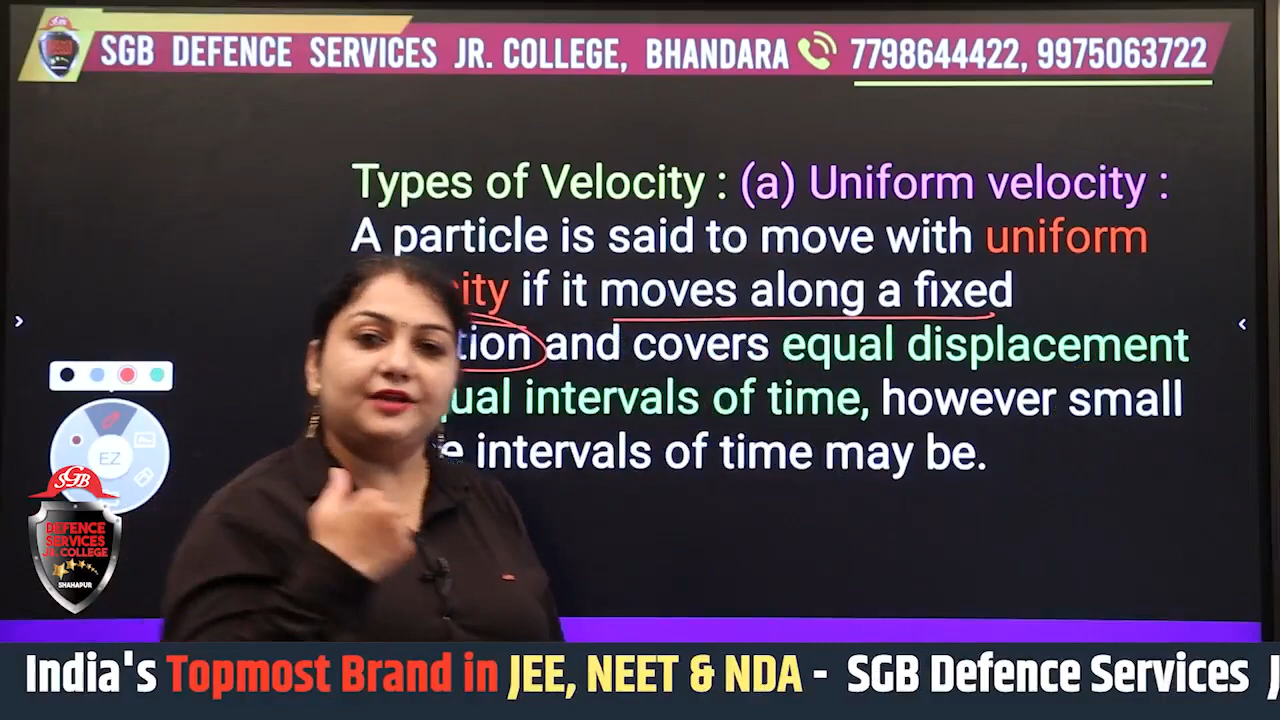 SGB DEFENCE SERVICES JR. COLLEGE, BHANDARA 7798644422, 9975063722
Types of Velocity : (a) Uniform velocity :
A particle is said to move with uniform
if it moves along a fixed
and covers equal displacement
intervals of time, however small
intervals of time may be.
EZ
SGB
DEFENCE
SERVICES
JR. COLLEGE
SHAHAPUR
India's Topmost Brand in JEE, NEET & NDA - SGB Defence Services J